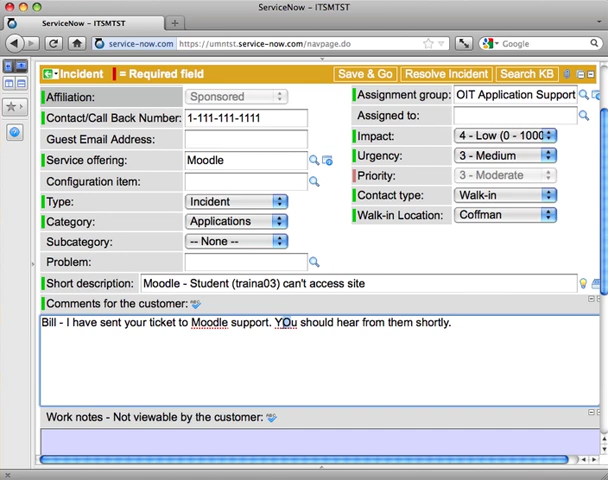 ServiceNow – ITSMTST
ServiceNow – ITSMTST
service-now.com https://umntst.service-now.com/navpage.do
Google
Incident = Required field Save & Go Resolve Incident Search KB
Affiliation: Sponsored
Contact/Call Back Number: 1-111-111-1111
Guest Email Address:
Service offering: Moodle
Configuration item:
Type: Incident
Category: Applications
Subcategory: -- None --
Problem:
Assignment group: OIT Application Support
Assigned to:
Impact: 4 - Low (0 - 1000
Urgency: 3 - Medium
Priority: 3 - Moderate
Contact type: Walk-in
Walk-in Location: Coffman
Short description: Moodle - Student (traina03) can't access site
Comments for the customer:
Bill - I have sent your ticket to Moodle support. YOu should hear from them shortly.
Work notes - Not viewable by the customer: